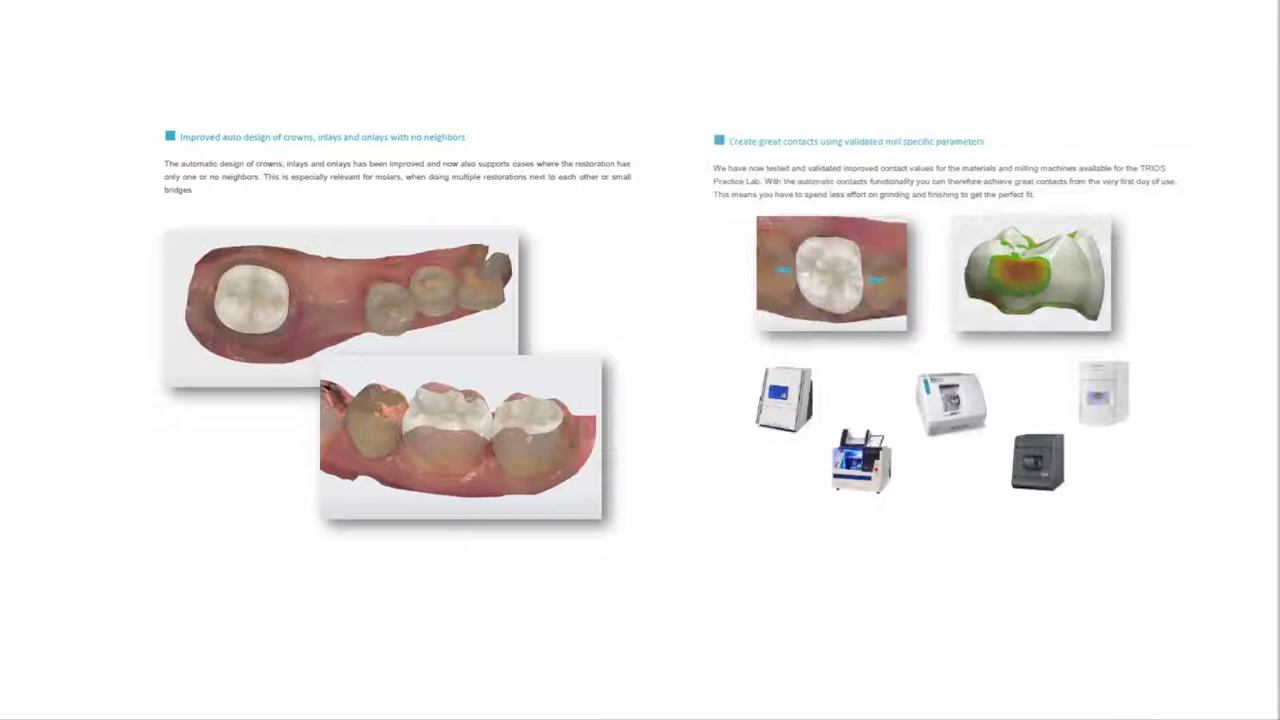 Improved auto design of crowns, inlays and onlays with no neighbors
The automatic design of crowns, inlays and onlays has been improved and now also supports cases where the restoration has
only one or no neighbors. This is especially relevant for molars, when doing multiple restorations next to each other or small
bridges
Create great contacts using validated mill specific parameters
We have now tested and validated improved contact values for the materials and milling machines available for the TRIOS
Practice Lab. With the automatic contacts functionality you can therefore achieve great contacts from the very first day of use.
This means you have to spend less effort on grinding and finishing to get the perfect fit.